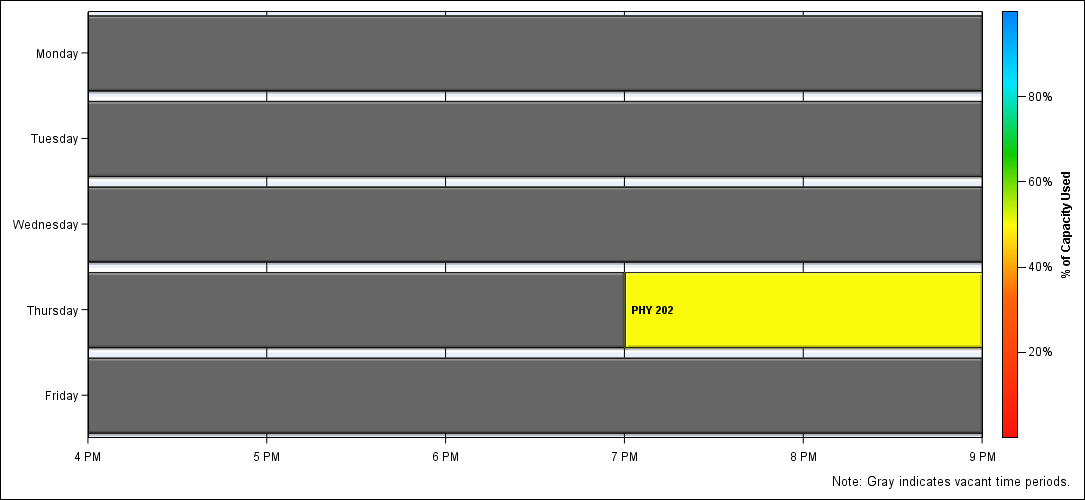 Monday
Tuesday
Wednesday
Thursday
Friday
PHY 202
4 PM 5 PM 6 PM 7 PM 8 PM 9 PM
80%
60%
40%
20%
% of Capacity Used
Note: Gray indicates vacant time periods.